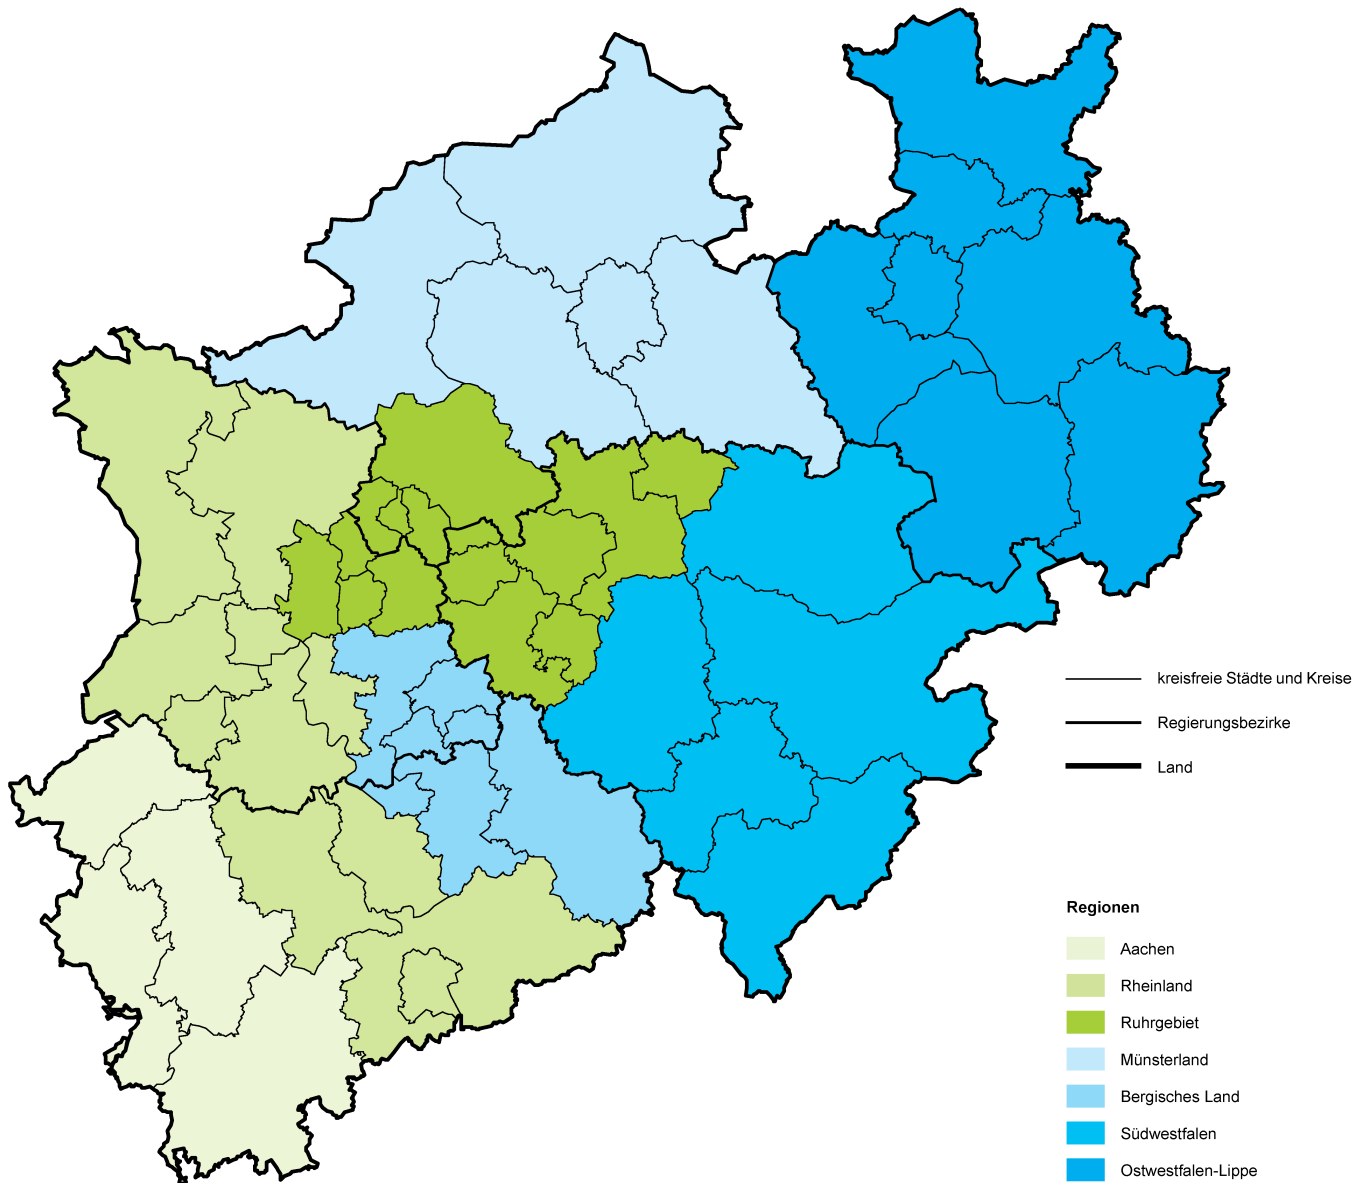 kreisfreie Städte und Kreise
Regierungsbezirke
Land
Regionen
Aachen
Rheinland
Ruhrgebiet
Münsterland
Bergisches Land
Südwestfalen
Ostwestfalen-Lippe